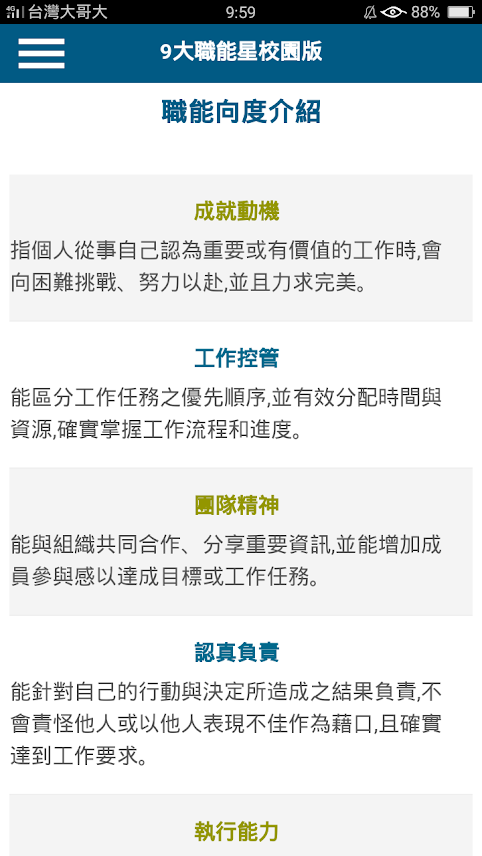 4G 台灣大哥大 9:59 88%
9大職能星校園版
職能向度介紹
成就動機
指個人從事自己認為重要或有價值的工作時,會
向困難挑戰、努力以赴,並且力求完美。
工作控管
能區分工作任務之優先順序,並有效分配時間與
資源,確實掌握工作流程和進度。
團隊精神
能與組織共同合作、分享重要資訊,並能增加成
員參與感以達成目標或工作任務。
認真負責
能針對自己的行動與決定所造成之結果負責,不
會責怪他人或以他人表現不佳作為藉口,且確實
達到工作要求。
執行能力